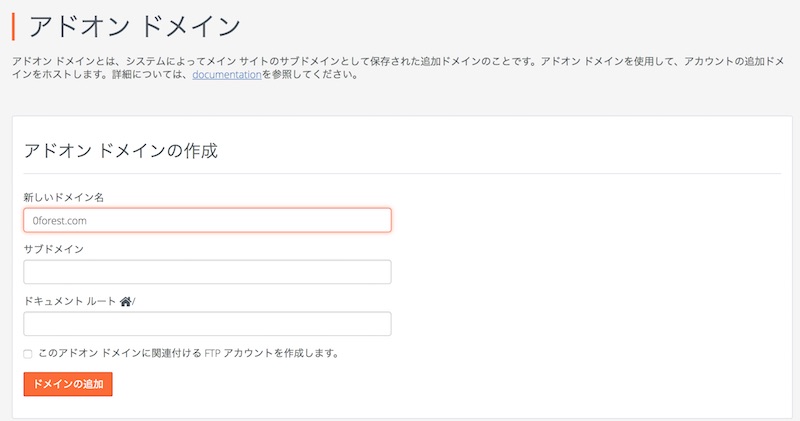 アドオン ドメイン
アドオン ドメインとは、システムによってメイン サイトのサブドメインとして保存された追加ドメインのことです。アドオン ドメインを使用して、アカウントの追加ドメ
インをホストします。詳細については、documentationを参照してください。
アドオン ドメインの作成
新しいドメイン名
0forest.com
サブドメイン
ドキュメント ルート /
このアドオン ドメインに関連付ける FTP アカウントを作成します。
ドメインの追加